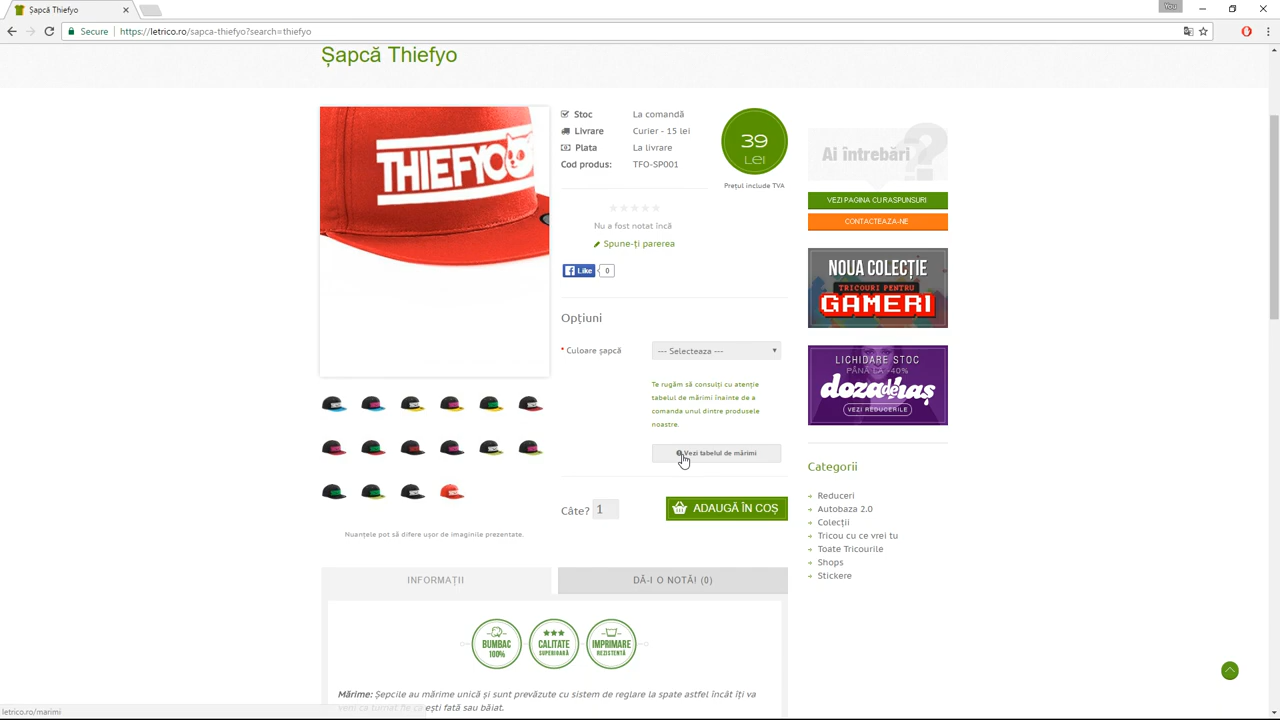 Șapcă Thiefyo
You
Secure
https://letrico.ro/sapca-thiefyo?search=thiefyo
Șapcă Thiefyo
THIEFYO
Stoc La comandă
Livrare Curier - 15 lei
Plata La livrare
Cod produs: TFO-SP001
39
LEI
Prețul include TVA
Nu a fost notat încă
Spune-ți parerea
Like 0
Opțiuni
* Culoare șapcă
--- Selecteaza ---
Te rugăm să consulți cu atenție
tabelul de mărimi înainte de a
comanda unul dintre produsele
noastre.
Vezi tabelul de mărimi
Câte? 1
ADAUGĂ ÎN COȘ
Nuanțele pot să difere ușor de imaginile prezentate.
INFORMAȚII
DĂ-I O NOTĂ! (0)
BUMBAC
100%
CALITATE
SUPERIOARĂ
IMPRIMARE
REZISTENTĂ
Mărime: Șepcile au mărime unică și sunt prevăzute cu sistem de reglare la spate astfel încât îți va
veni ca turnat fie că ești fată sau băiat.
Ai întrebări ?
VEZI PAGINA CU RASPUNSURI
CONTACTEAZA-NE
NOUA COLECȚIE
TRICOURI PENTRU
GAMERI
LICHIDARE STOC
PÂNĂ LA -40%
doza de haș
VEZI REDUCERILE
Categorii
Reduceri
Autobaza 2.0
Colecții
Tricou cu ce vrei tu
Toate Tricourile
Shops
Stickere
letrico.ro/marimi